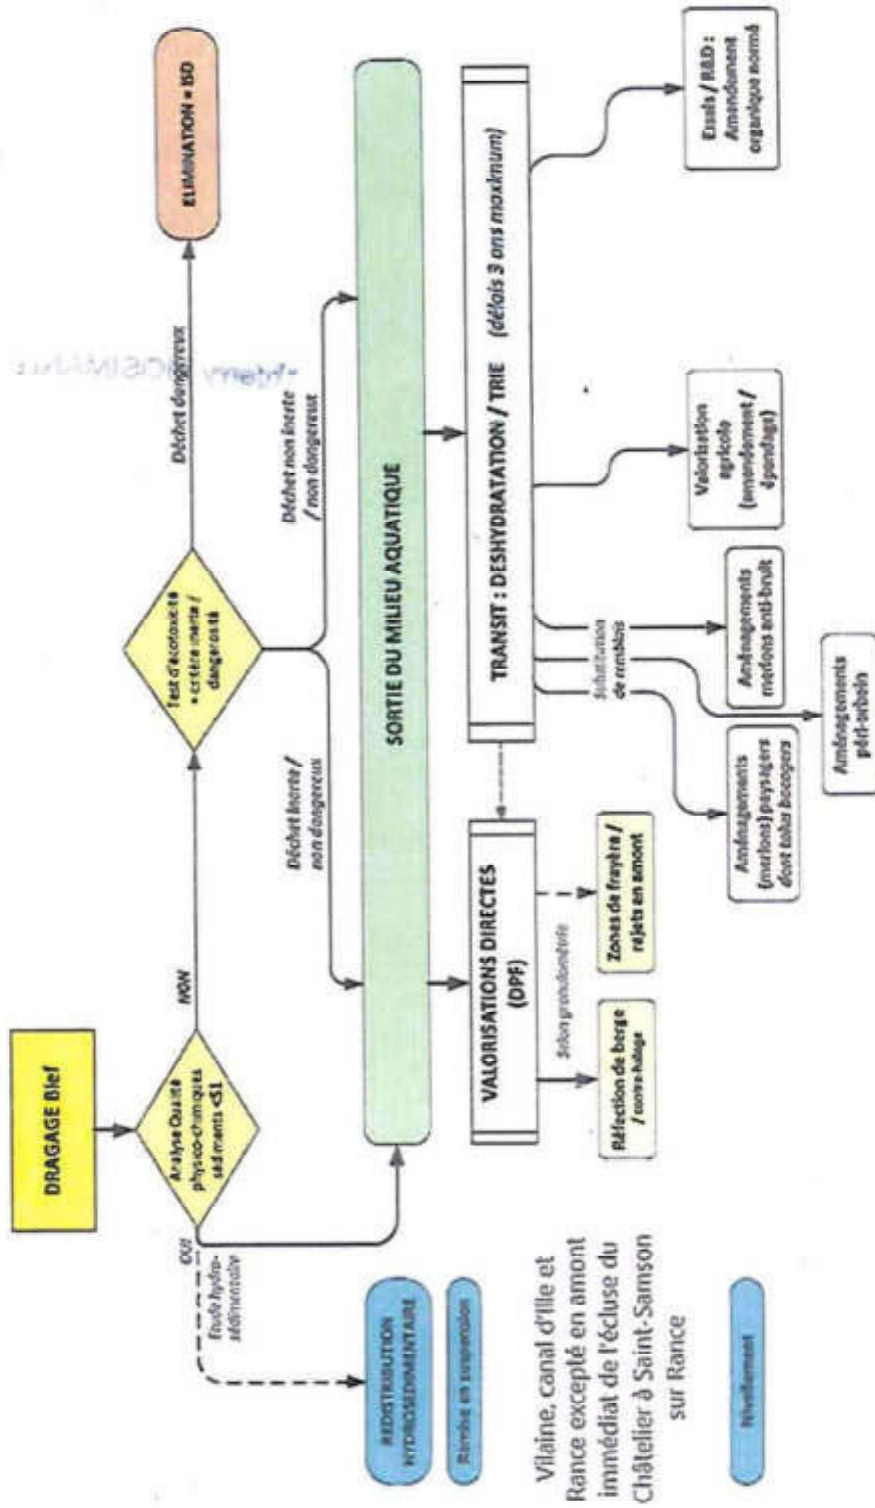 DRAGAGE Bief
Analyse Qualité
physico-chimiques
sédiments <S1
OUI
NON
Etude hydro-
sédimentaire
Test d'écotoxicité
+ critère inerte /
dangerosité
Déchet dangereux
ELIMINATION = ISD
Déchet inerte /
non dangereux
Déchet non inerte
/ non dangereux
REDISTRIBUTION
HYDROSEDIMENTAIRE
Remise en suspension
SORTIE DU MILIEU AQUATIQUE
Vilaine, canal d'Ille et
Rance excepté en amont
immédiat de l'écluse du
Châtelier à Saint-Samson
sur Rance
Nivellement
VALORISATIONS DIRECTES
(DPF)
Selon granulométrie
Réfection de berge
/ contre-halage
Zones de frayère /
rejets en amont
TRANSIT : DESHYDRATATION / TRIE (délais 3 ans maximum)
Substitution
de remblais
Aménagements
(merlons) paysagers
dont talus bocagers
Aménagements
péri-urbain
Aménagements
merlons anti-bruit
Valorisation
agricole
(amendement /
épandage)
Essais / R&D :
Amendement
organique normé